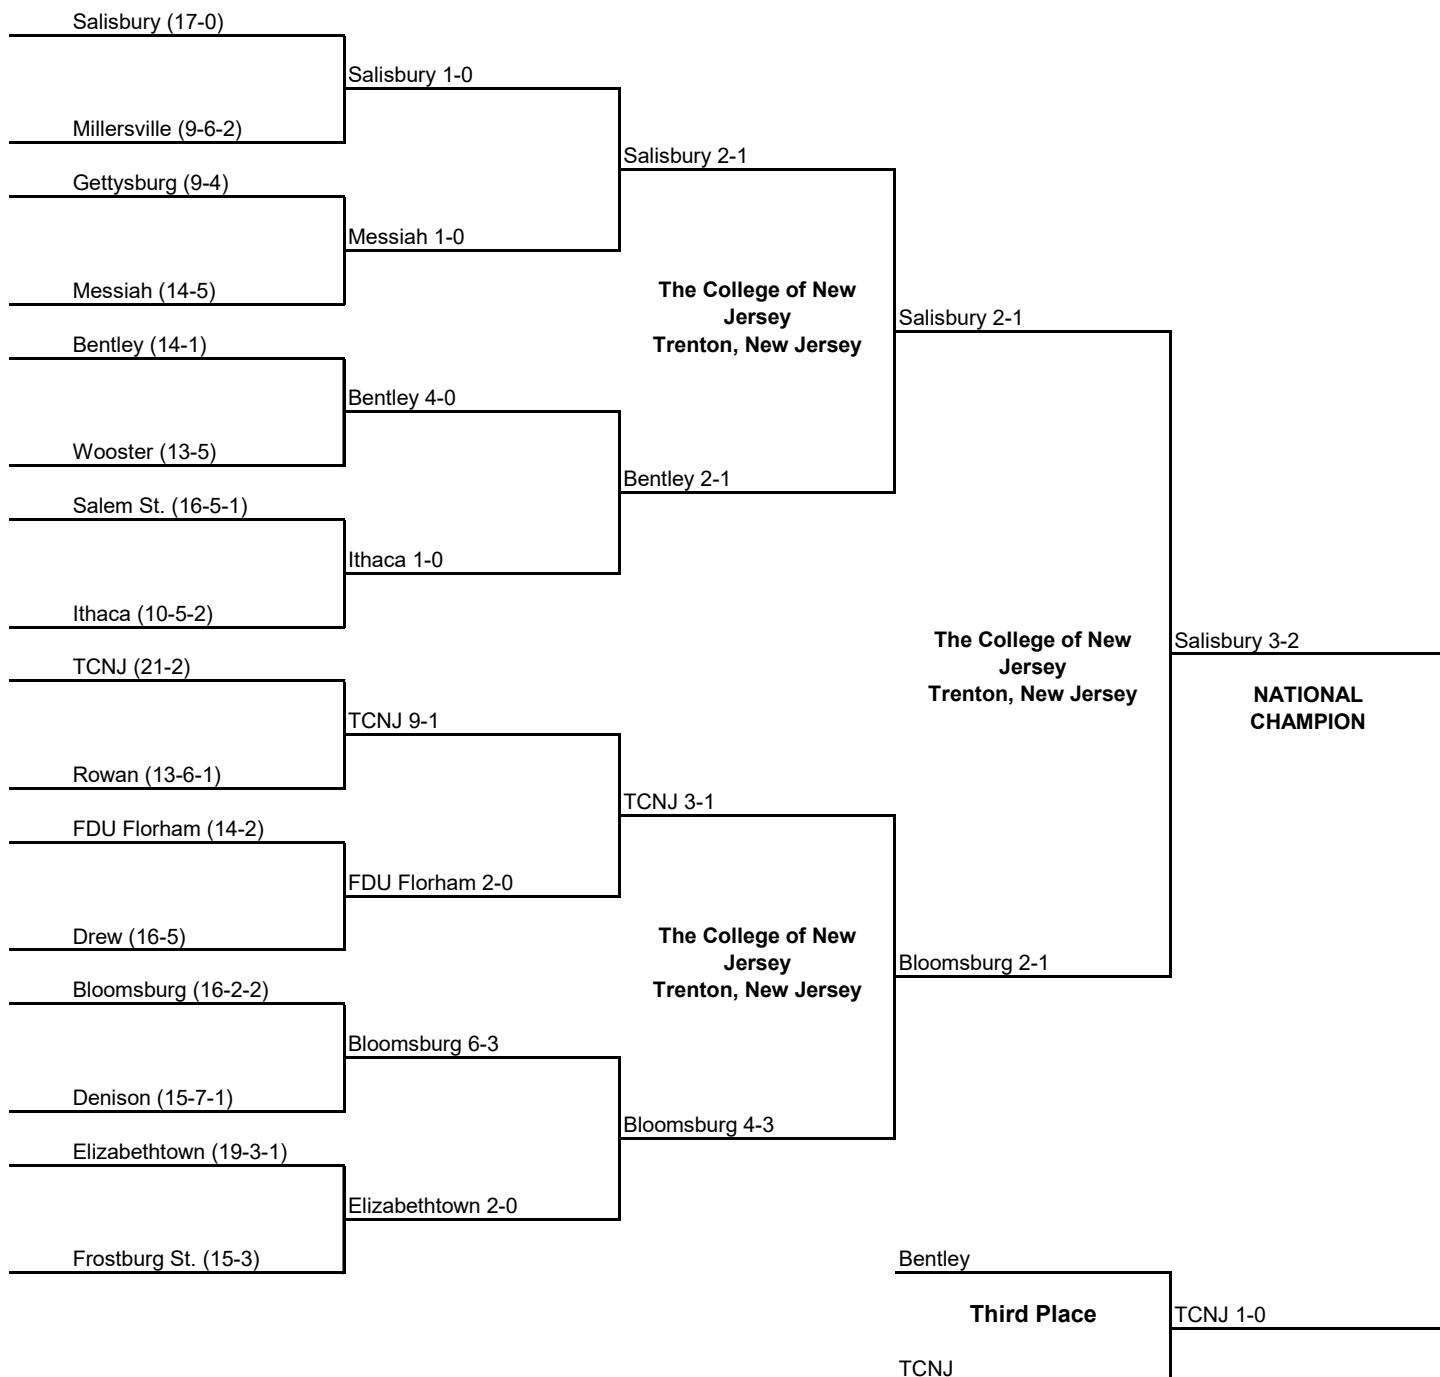 Salisbury (17-0)
Salisbury 1-0
Millersville (9-6-2)
Salisbury 2-1
Gettysburg (9-4)
Messiah 1-0
Messiah (14-5)
The College of New
Jersey
Trenton, New Jersey
Salisbury 2-1
Bentley (14-1)
Bentley 4-0
Wooster (13-5)
Bentley 2-1
Salem St. (16-5-1)
Ithaca 1-0
Ithaca (10-5-2)
The College of New
Jersey
Trenton, New Jersey
Salisbury 3-2
NATIONAL
CHAMPION
TCNJ (21-2)
TCNJ 9-1
Rowan (13-6-1)
TCNJ 3-1
FDU Florham (14-2)
FDU Florham 2-0
Drew (16-5)
The College of New
Jersey
Trenton, New Jersey
Bloomsburg 2-1
Bloomsburg (16-2-2)
Bloomsburg 6-3
Denison (15-7-1)
Bloomsburg 4-3
Elizabethtown (19-3-1)
Elizabethtown 2-0
Frostburg St. (15-3)
Bentley
Third Place
TCNJ 1-0
TCNJ